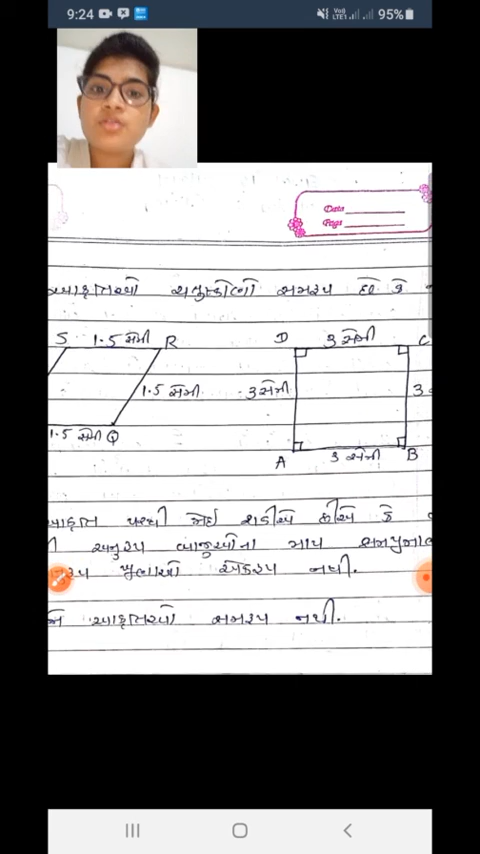 9:24 95%
Date
Page
આકૃતિઓ ચતુષ્કોણો સમરૂપ છે કે
S 1.5 સેમી R D 3 સેમી C
1.5 સેમી 3 સેમી 3
1.5 સેમી Q A 3 સેમી B
આકૃતિ પરથી જોઈ શકીએ છીએ કે
અનુરૂપ બાજુઓના માપ સમપ્રમા
ખૂણાઓ એકરૂપ નથી.
આકૃતિઓ સમરૂપ નથી.